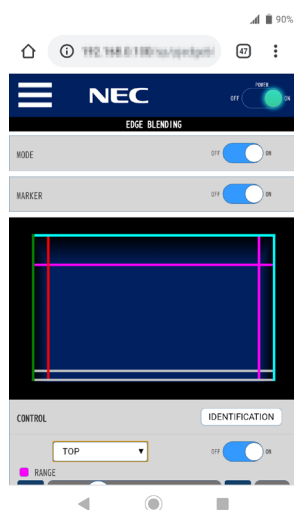 90%
47
NEC
POWER
OFF ON
EDGE BLENDING
MODE OFF ON
MARKER OFF ON
CONTROL IDENTIFICATION
TOP OFF ON
RANGE